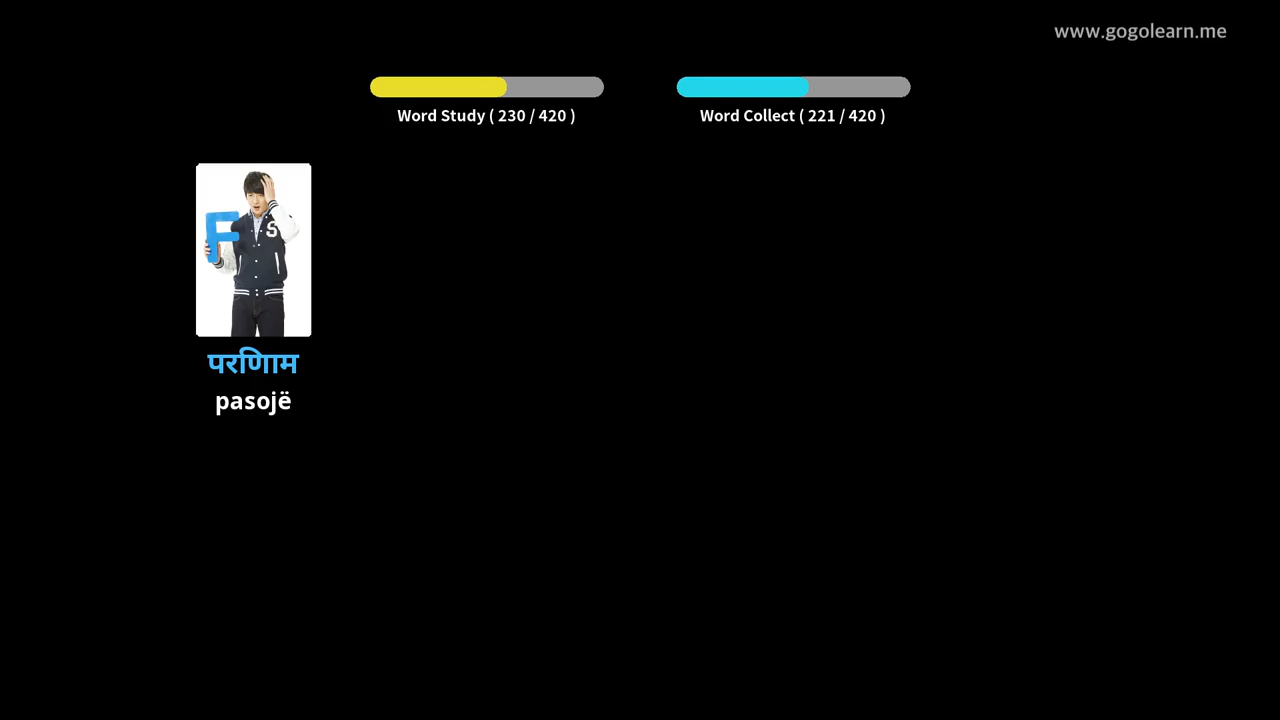 www.gogolearn.me
Word Study ( 230 / 420 )
Word Collect ( 221 / 420 )
F
S
परिणाम
pasojë